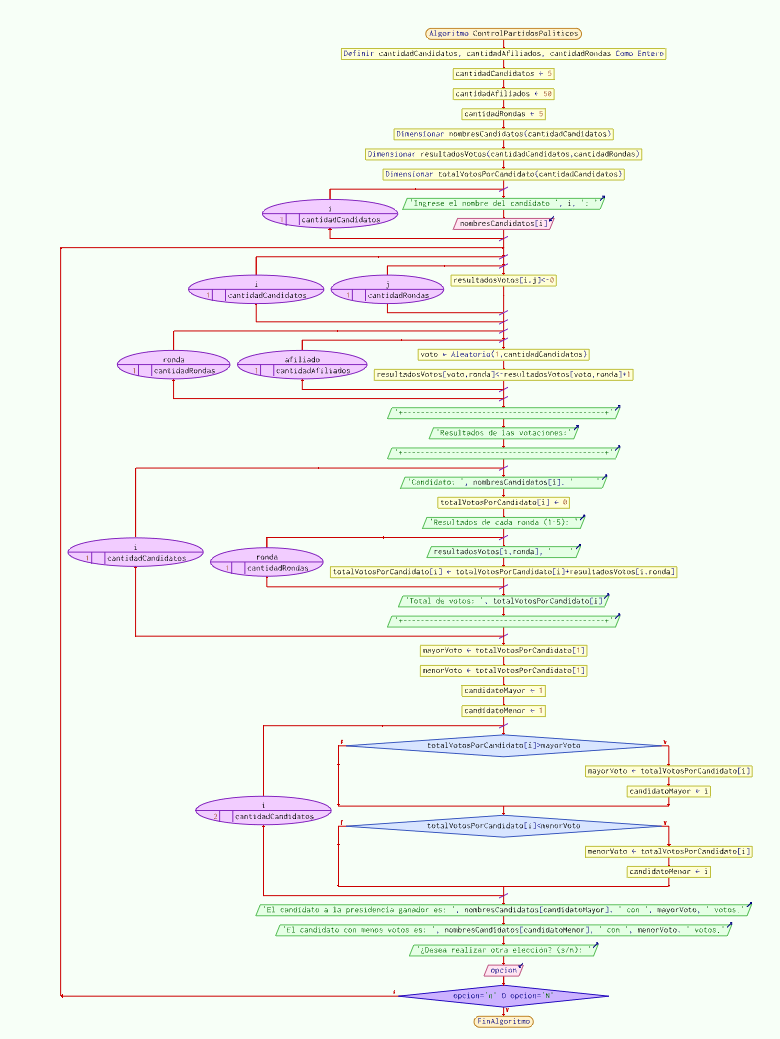 Algoritmo ControlPartidosPoliticos
Definir cantidadCandidatos, cantidadAfiliados, cantidadRondas Como Entero
cantidadCandidatos ← 5
cantidadAfiliados ← 50
cantidadRondas ← 5
Dimensionar nombresCandidatos(cantidadCandidatos)
Dimensionar resultadosVotos(cantidadCandidatos,cantidadRondas)
Dimensionar totalVotosPorCandidato(cantidadCandidatos)
i
1 cantidadCandidatos
'Ingrese el nombre del candidato ', i, ': '
nombresCandidatos[i]
i
1 cantidadCandidatos
j
1 cantidadRondas
resultadosVotos[i,j]<-0
ronda
1 cantidadRondas
afiliado
1 cantidadAfiliados
voto ← Aleatorio(1,cantidadCandidatos)
resultadosVotos[voto,ronda]<-resultadosVotos[voto,ronda]+1
'Resultados de las votaciones:'
'Candidato: ', nombresCandidatos[i], ' '
totalVotosPorCandidato[i] ← 0
'Resultados de cada ronda (1-5): '
i
1 cantidadCandidatos
ronda
1 cantidadRondas
resultadosVotos[i,ronda], ' '
totalVotosPorCandidato[i] ← totalVotosPorCandidato[i]+resultadosVotos[i,ronda]
'Total de votos: ', totalVotosPorCandidato[i]
mayorVoto ← totalVotosPorCandidato[1]
menorVoto ← totalVotosPorCandidato[1]
candidatoMayor ← 1
candidatoMenor ← 1
F
totalVotosPorCandidato[i]>mayorVoto
V
mayorVoto ← totalVotosPorCandidato[i]
candidatoMayor ← i
i
2 cantidadCandidatos
F
totalVotosPorCandidato[i]<menorVoto
V
menorVoto ← totalVotosPorCandidato[i]
candidatoMenor ← i
'El candidato a la presidencia ganador es: ', nombresCandidatos[candidatoMayor], ' con ', mayorVoto, ' votos.'
'El candidato con menos votos es: ', nombresCandidatos[candidatoMenor], ' con ', menorVoto, ' votos.'
'¿Desea realizar otra elección? (s/n): '
opcion
F
opcion='n' O opcion='N'
V
FinAlgoritmo